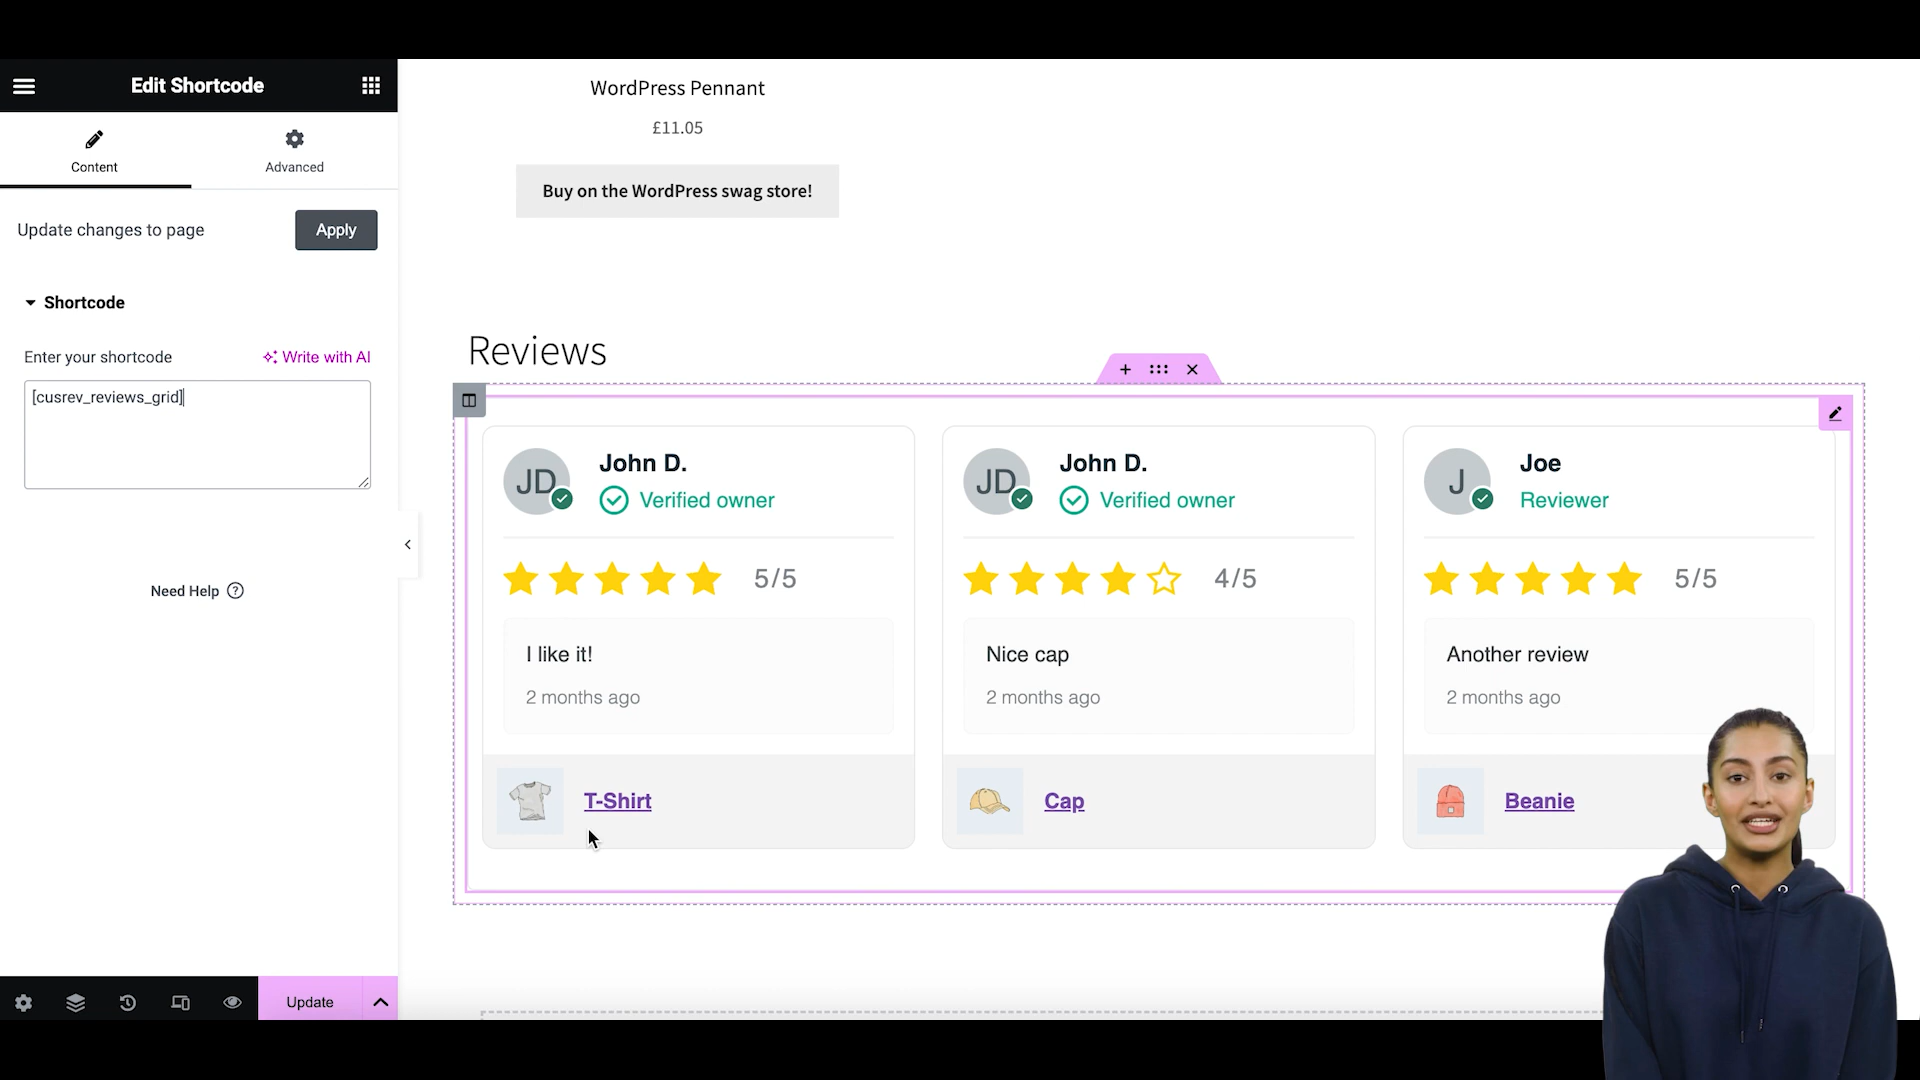 Edit Shortcode
Content
Advanced
Update changes to page
Apply
Shortcode
Enter your shortcode
Write with AI
[cusrev_reviews_grid]
Need Help
Update
WordPress Pennant
£11.05
Buy on the WordPress swag store!
Reviews
JD
John D.
Verified owner
5/5
I like it!
2 months ago
T-Shirt
JD
John D.
Verified owner
4/5
Nice cap
2 months ago
Cap
J
Joe
Reviewer
5/5
Another review
2 months ago
Beanie